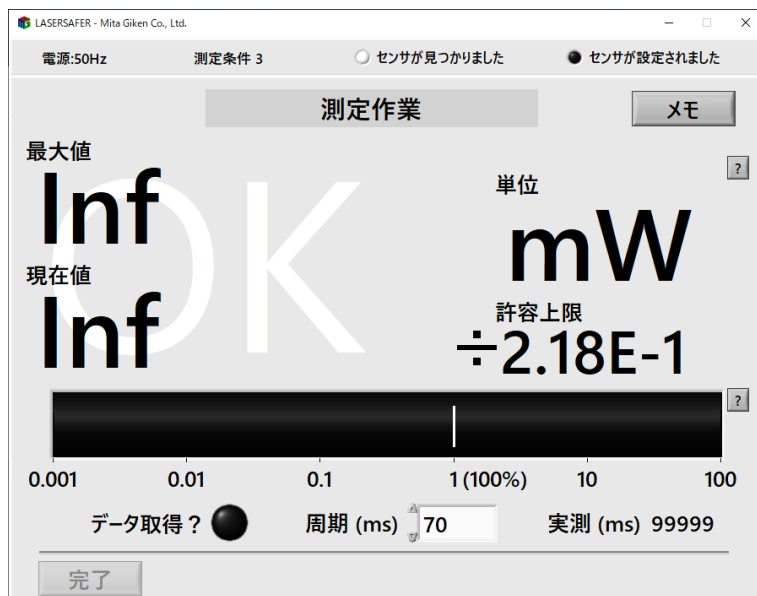 LASERSAFER - Mita Giken Co., Ltd.
電源:50Hz 測定条件 3 センサが見つかりました センサが設定されました
測定作業 メモ
最大値
Inf
OK
単位
mW
?
現在値
Inf
許容上限
÷2.18E-1
?
0.001 0.01 0.1 1(100%) 10 100
データ取得? 周期 (ms) 70 実測 (ms) 99999
完了